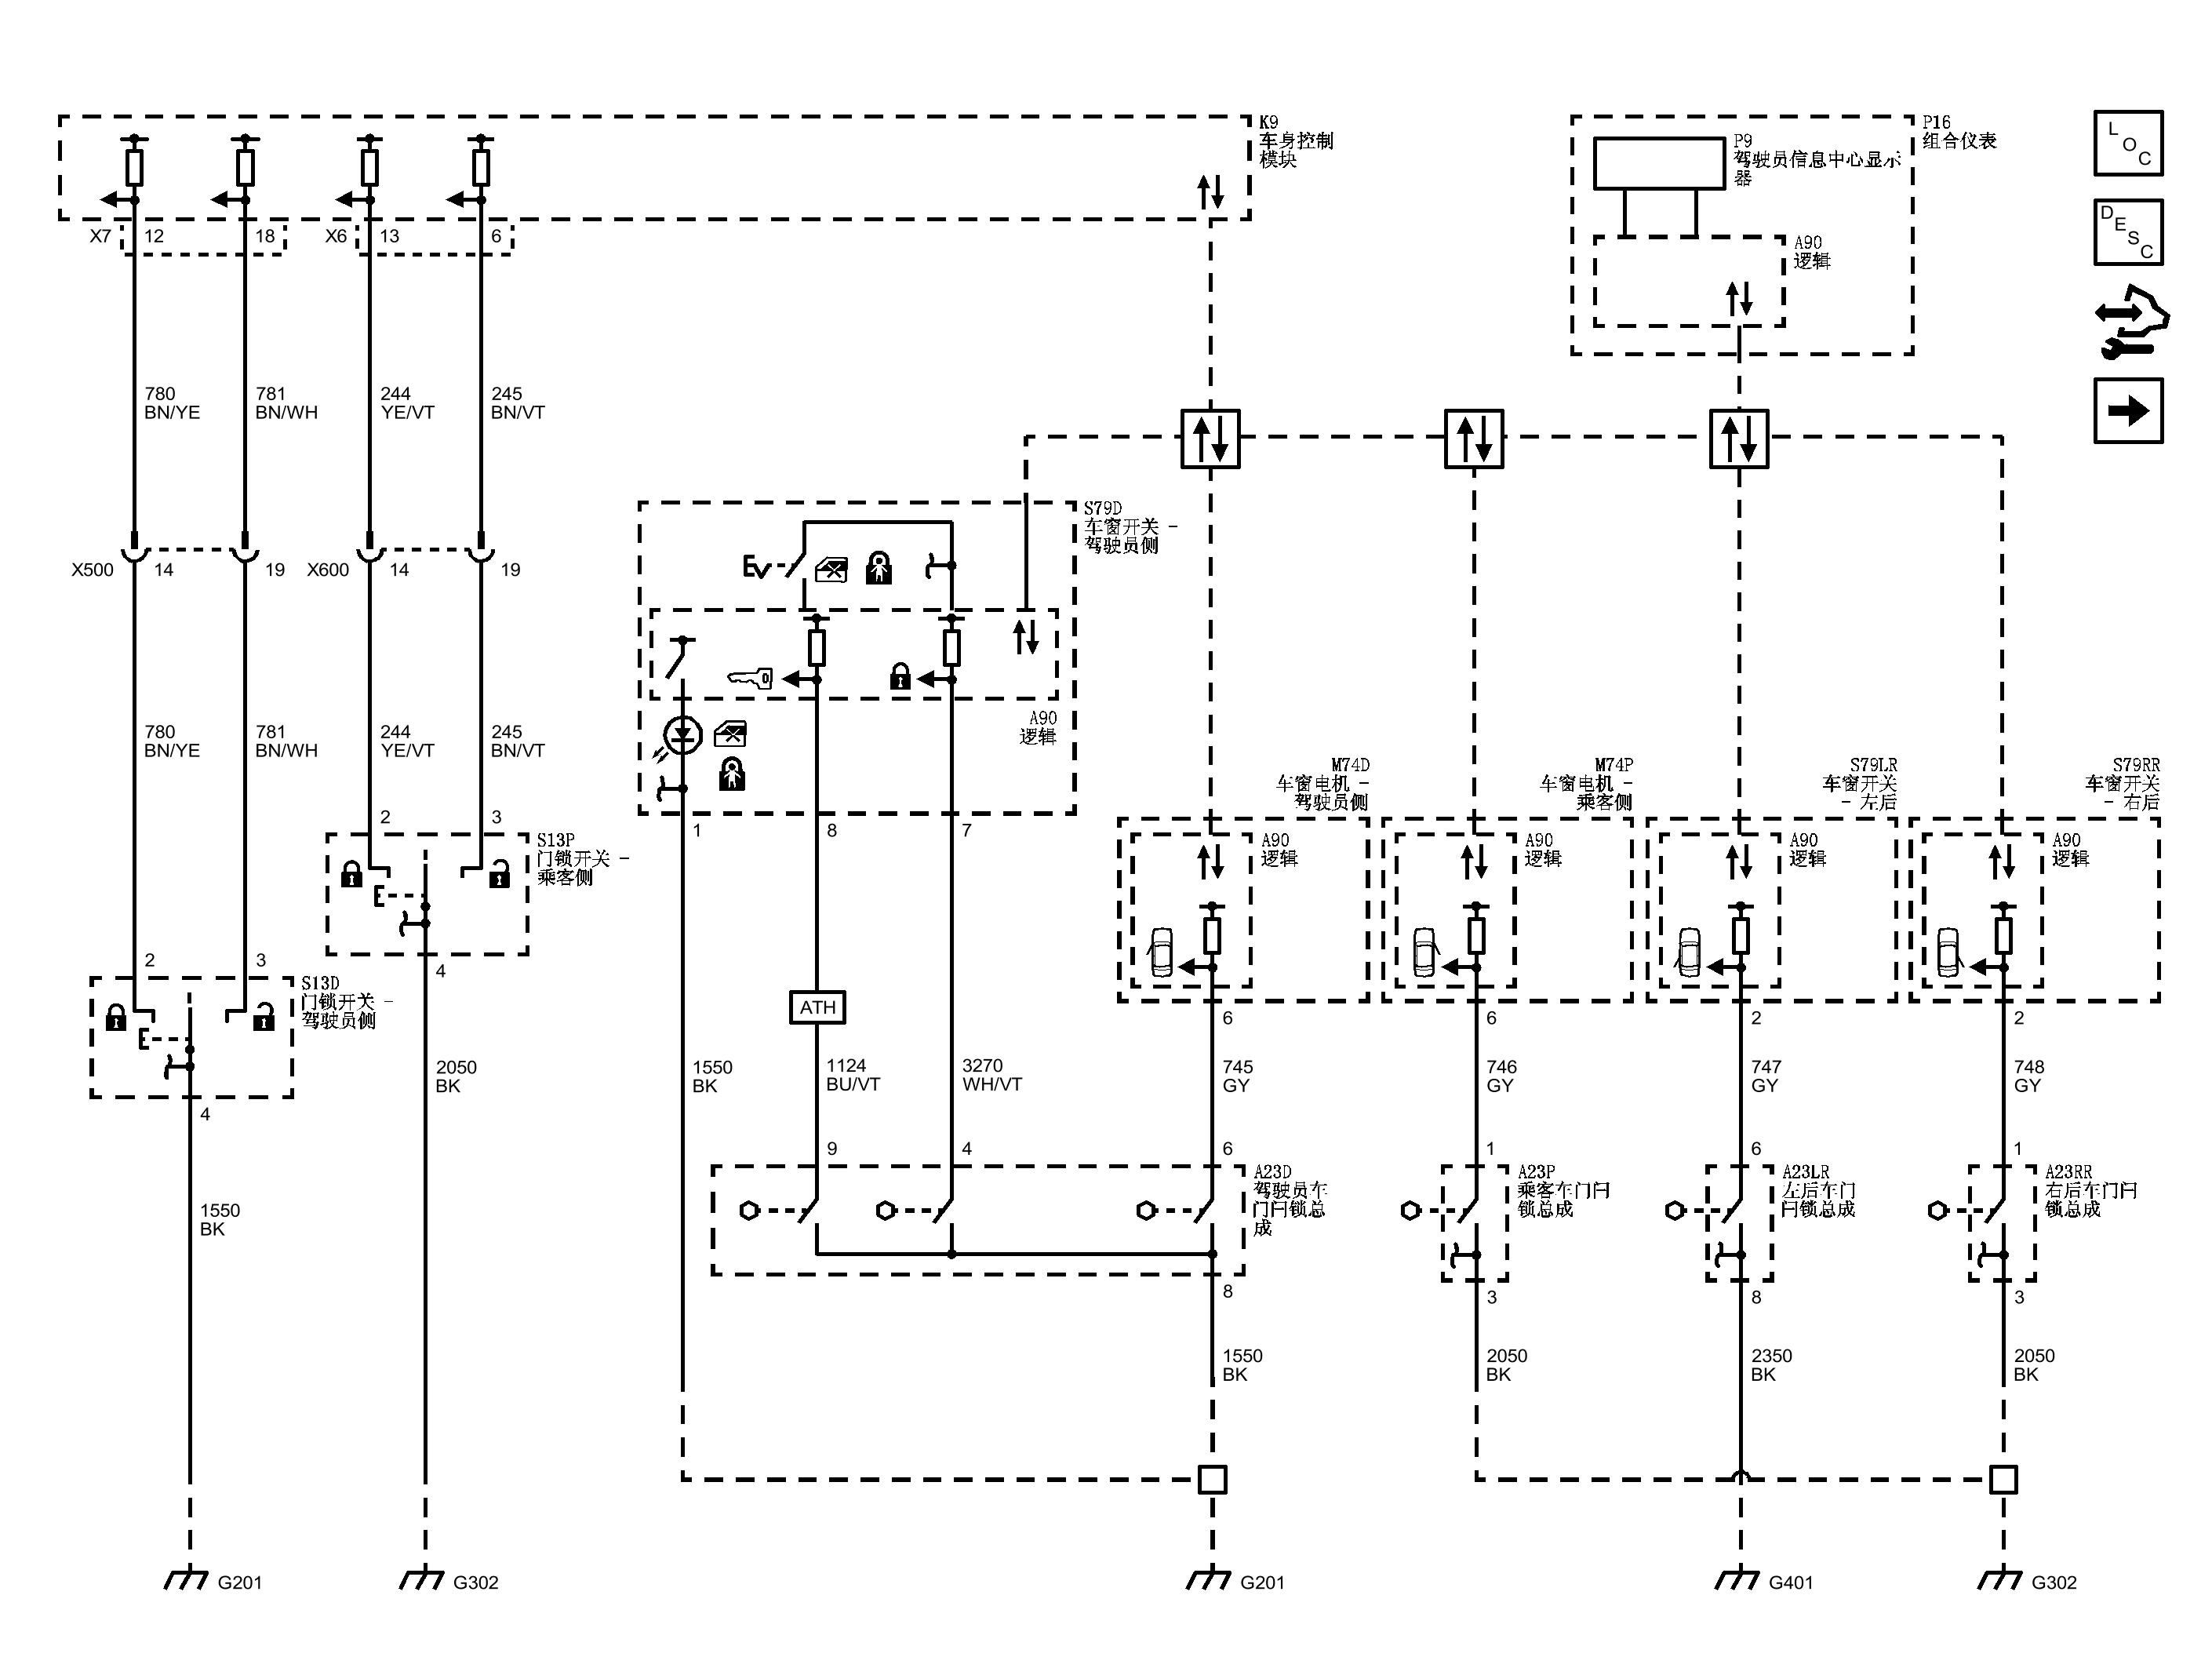 K9
车身控制
模块
P16
组合仪表
P9
驾驶员信息中心显示
器
A90
逻辑
L
O
C
D
E
S
C
X7 12 18 X6 13 6
780
BN/YE
781
BN/WH
244
YE/VT
245
BN/VT
X500 14 19 X600 14 19
780
BN/YE
781
BN/WH
244
YE/VT
245
BN/VT
S79D
车窗开关 -
驾驶员侧
A90
逻辑
1 8 7
2 3
S13P
门锁开关 -
乘客侧
4
2 3
S13D
门锁开关 -
驾驶员侧
4
M74D
车窗电机 -
驾驶员侧
M74P
车窗电机 -
乘客侧
S79LR
车窗开关
- 左后
S79RR
车窗开关
- 右后
A90
逻辑
A90
逻辑
A90
逻辑
A90
逻辑
6 6 2 2
ATH
2050
BK
1550
BK
1124
BU/VT
3270
WH/VT
745
GY
746
GY
747
GY
748
GY
9 4 6 1 6 1
A23D
驾驶员车
门闩锁总
成
A23P
乘客车门闩
锁总成
A23LR
左后车门
闩锁总成
A23RR
右后车门闩
锁总成
1550
BK
8 3 8 3
1550
BK
2050
BK
2350
BK
2050
BK
G201 G302 G201 G401 G302